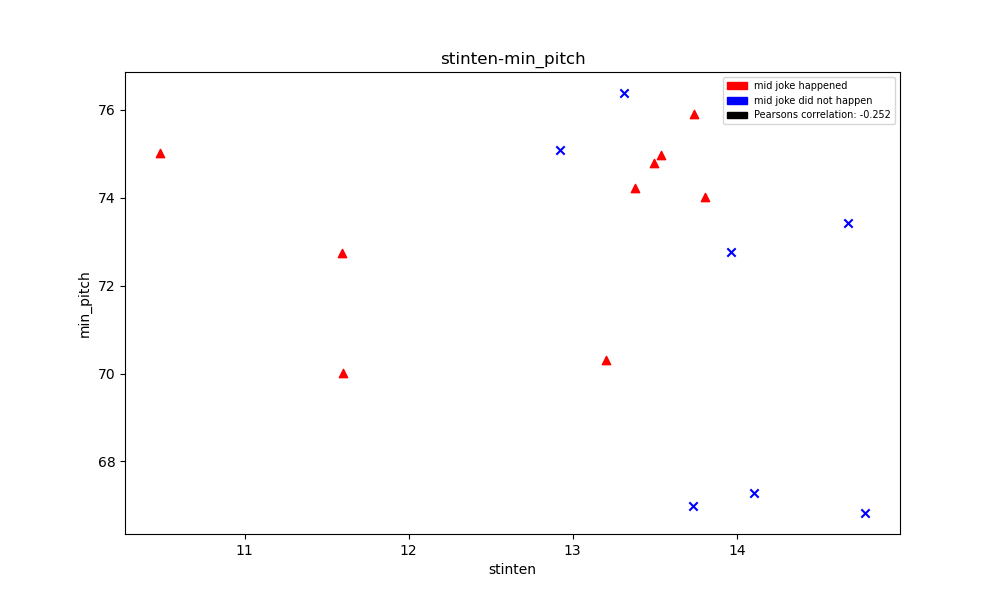 stinten-min_pitch
mid joke happened
mid joke did not happen
Pearsons correlation: -0.252
76
74
72
70
68
min_pitch
11
12
13
14
stinten